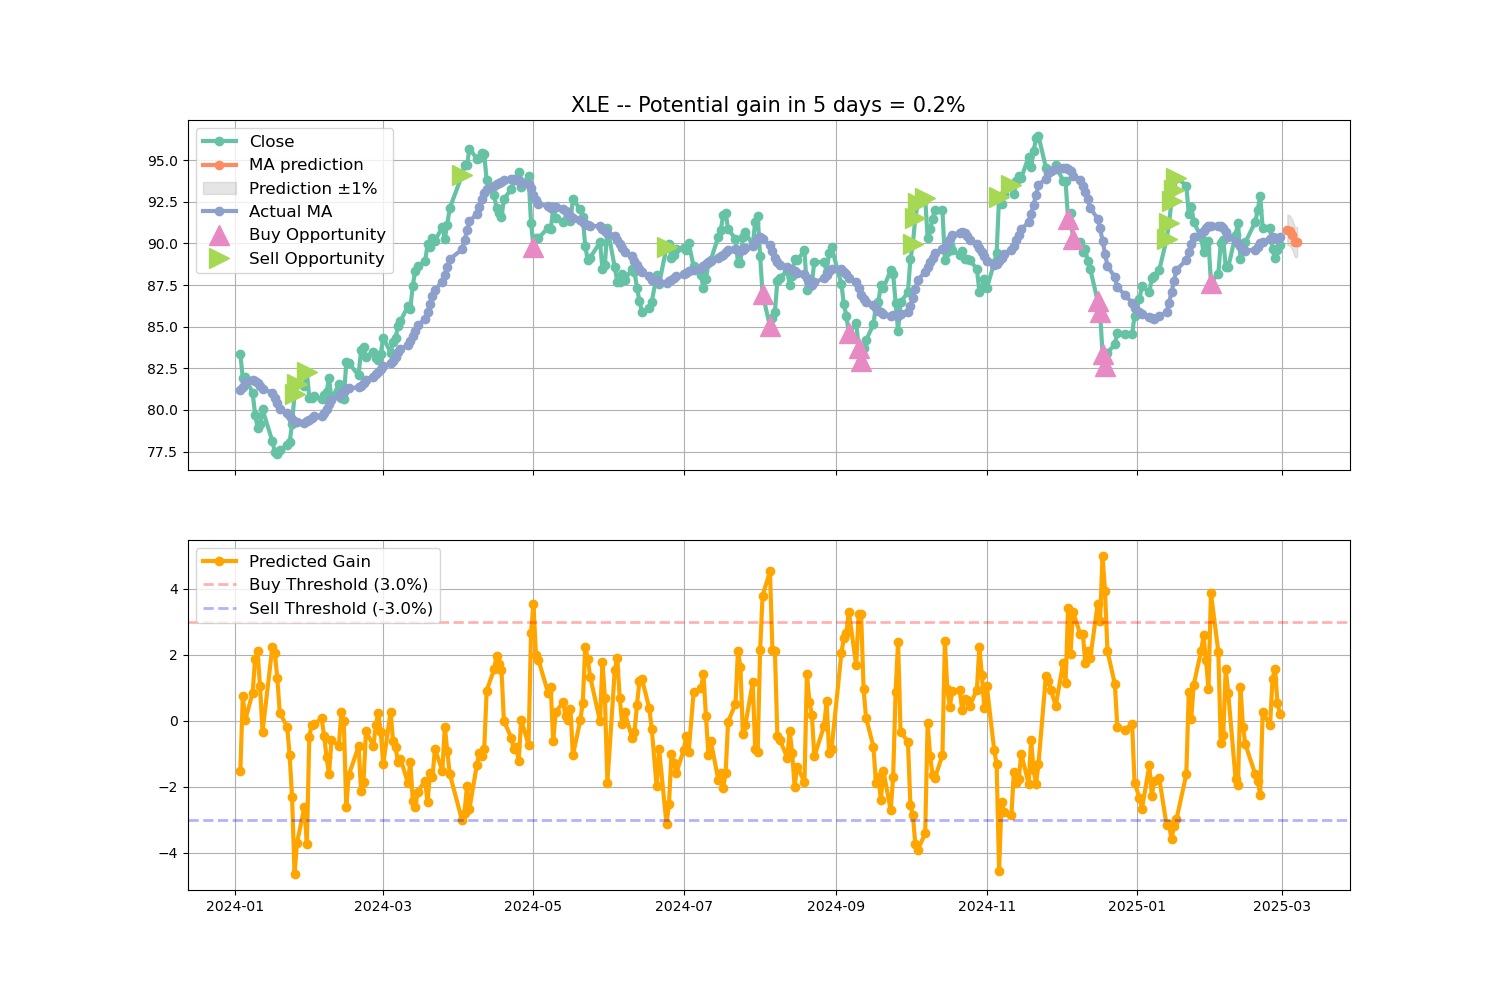 XLE -- Potential gain in 5 days = 0.2%
Close
MA prediction
Prediction ±1%
Actual MA
Buy Opportunity
Sell Opportunity
95.0
92.5
90.0
87.5
85.0
82.5
80.0
77.5
Predicted Gain
Buy Threshold (3.0%)
Sell Threshold (-3.0%)
4
2
0
−2
−4
2024-01 2024-03 2024-05 2024-07 2024-09 2024-11 2025-01 2025-03